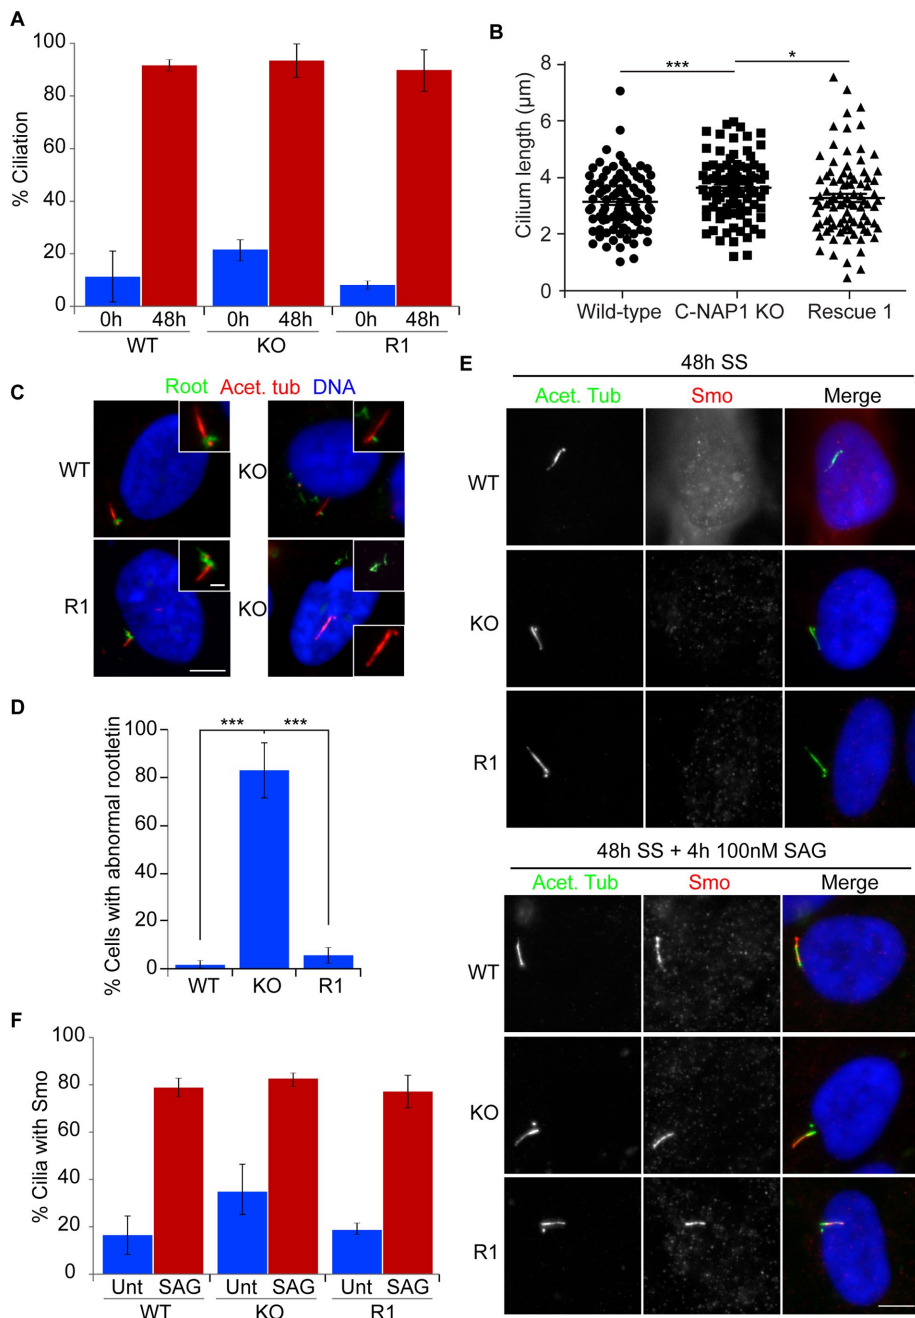 A
% Ciliation
100
80
60
40
20
0
0h 48h 0h 48h 0h 48h
WT KO R1
B
Cilium length (µm)
8
6
4
2
0
*** *
Wild-type C-NAP1 KO Rescue 1
C
Root Acet. tub DNA
WT KO
R1 KO
D
% Cells with abnormal rootletin
100
80
60
40
20
0
*** ***
WT KO R1
E
48h SS
Acet. Tub Smo Merge
WT
KO
R1
48h SS + 4h 100nM SAG
Acet. Tub Smo Merge
WT
KO
R1
F
% Cilia with Smo
100
80
60
40
20
0
Unt SAG Unt SAG Unt SAG
WT KO R1